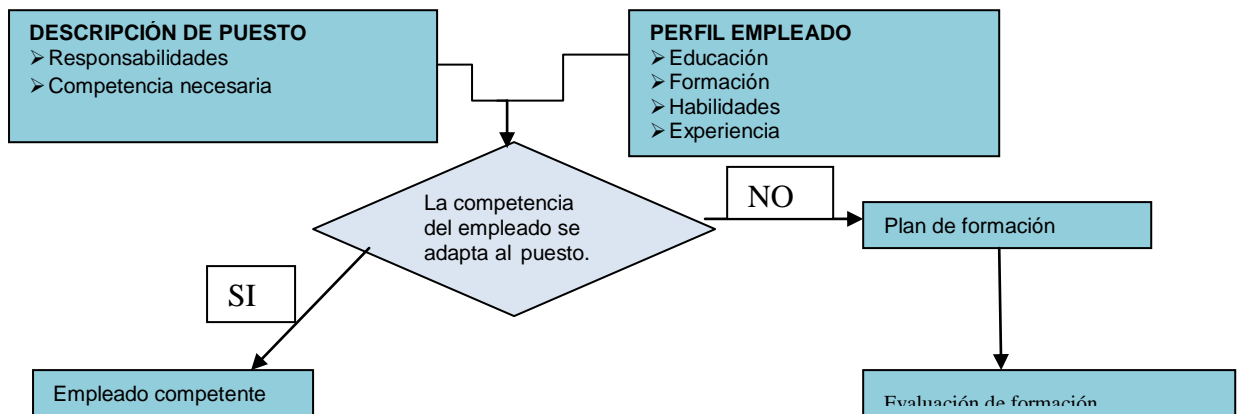 DESCRIPCIÓN DE PUESTO
➢ Responsabilidades
➢ Competencia necesaria
PERFIL EMPLEADO
➢ Educación
➢ Formación
➢ Habilidades
➢ Experiencia
La competencia
del empleado se
adapta al puesto.
NO
Plan de formación
SI
Empleado competente
Evaluación de formación